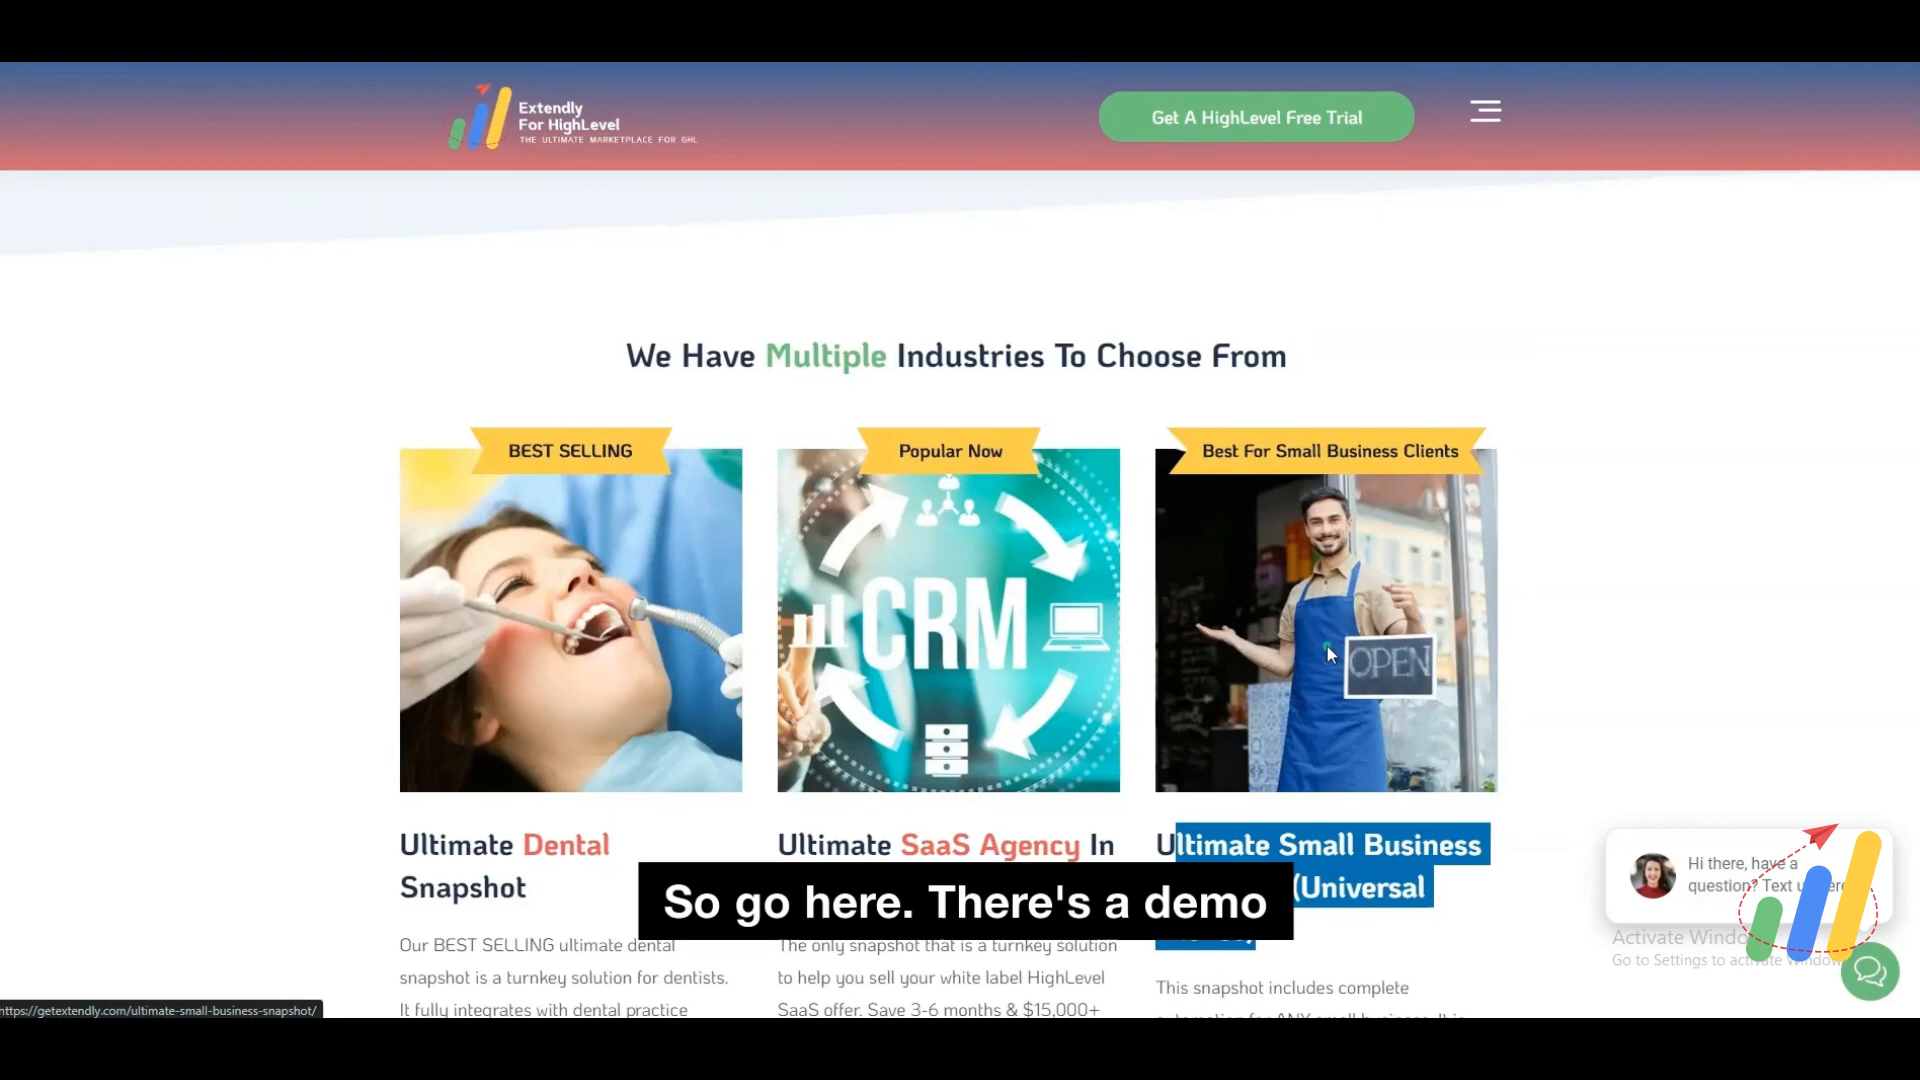 Extendly
For HighLevel
THE ULTIMATE MARKETPLACE FOR GHL
Get A HighLevel Free Trial
We Have Multiple Industries To Choose From
BEST SELLING
Popular Now
Best For Small Business Clients
CRM
OPEN
Ultimate Dental
Snapshot
Our BEST SELLING ultimate dental
snapshot is a turnkey solution for dentists.
It fully integrates with dental practice
Ultimate SaaS Agency In
The only snapshot that is a turnkey solution
to help you sell your white label HighLevel
SaaS offer. Save 3-6 months & $15,000+
Ultimate Small Business
(Universal
This snapshot includes complete
So go here. There's a demo
Hi there, have a
question? Text
Activate
Go to Settings to activate Windows
https://getextendly.com/ultimate-small-business-snapshot/